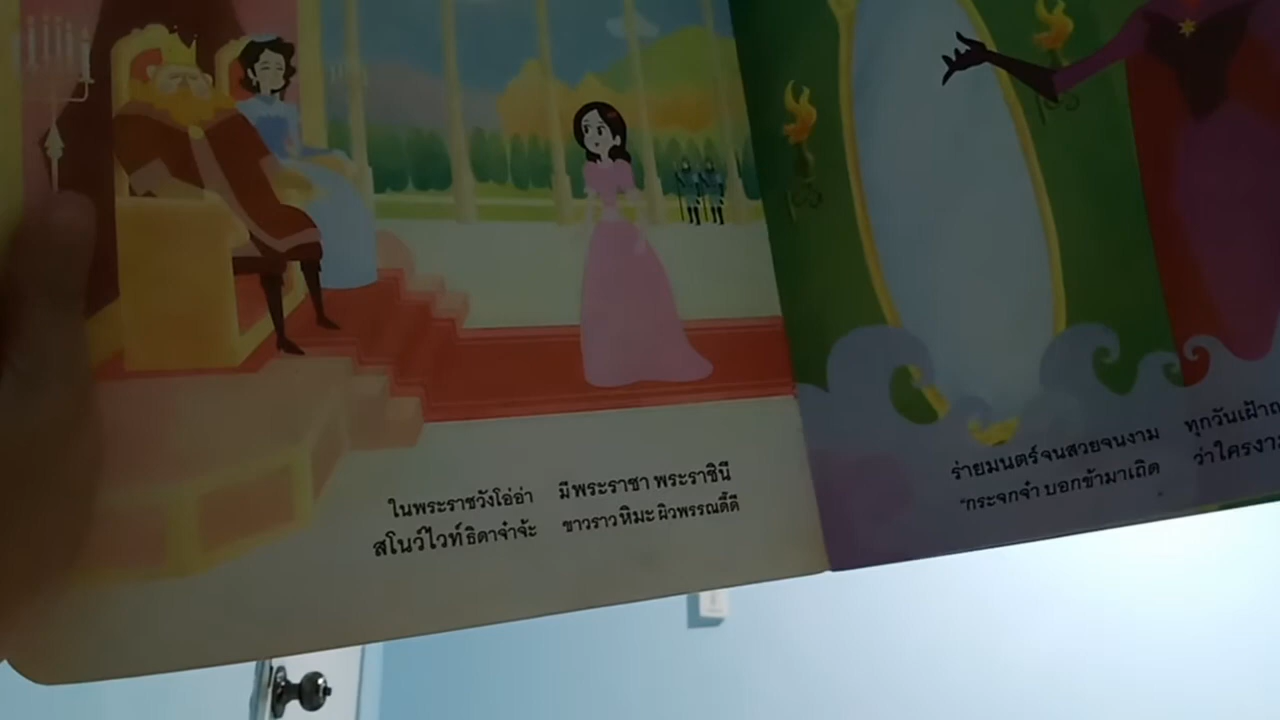 ในพระราชวังโอ่อ่า มีพระราชา พระราชินี
สโนว์ไวท์ธิดาจ๋าจ้ะ ขาวราวหิมะ ผิวพรรณดี๊ดี
ร่ายมนตร์จนสวยจนงาม ทุกวันเฝ้า
"กระจกจ๋า บอกข้ามาเถิด ว่าใคร